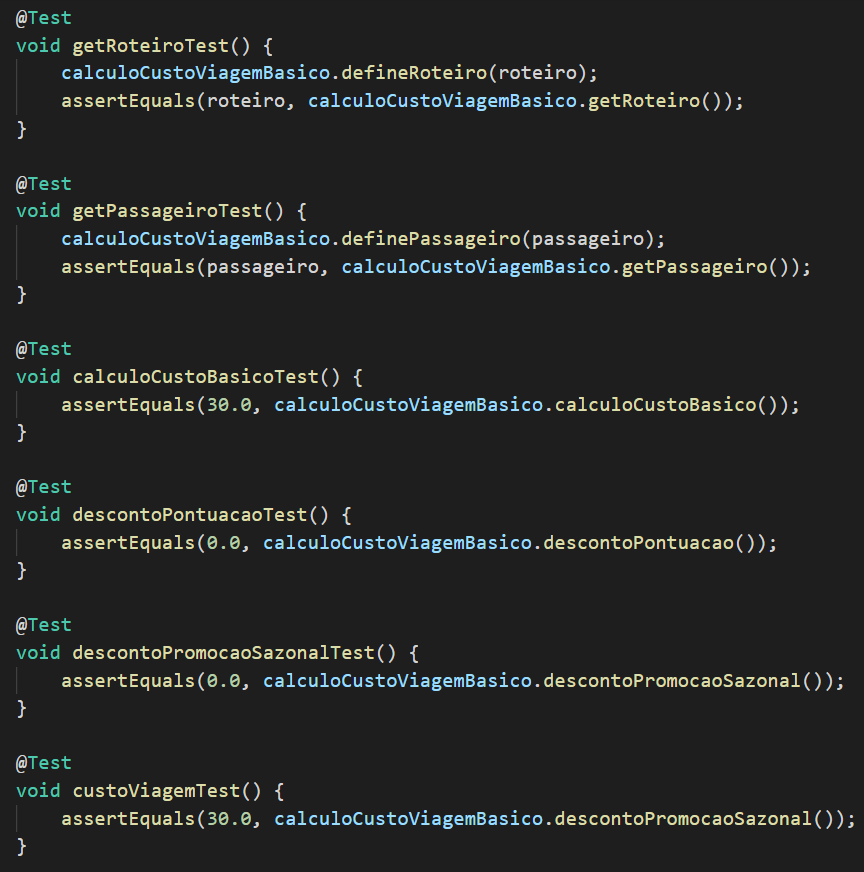 @Test
void getRoteiroTest() {
    calculoCustoViagemBasico.defineRoteiro(roteiro);
    assertEquals(roteiro, calculoCustoViagemBasico.getRoteiro());
}

@Test
void getPassageiroTest() {
    calculoCustoViagemBasico.definePassageiro(passageiro);
    assertEquals(passageiro, calculoCustoViagemBasico.getPassageiro());
}

@Test
void calculoCustoBasicoTest() {
    assertEquals(30.0, calculoCustoViagemBasico.calculoCustoBasico());
}

@Test
void descontoPontuacaoTest() {
    assertEquals(0.0, calculoCustoViagemBasico.descontoPontuacao());
}

@Test
void descontoPromocaoSazonalTest() {
    assertEquals(0.0, calculoCustoViagemBasico.descontoPromocaoSazonal());
}

@Test
void custoViagemTest() {
    assertEquals(30.0, calculoCustoViagemBasico.descontoPromocaoSazonal());
}